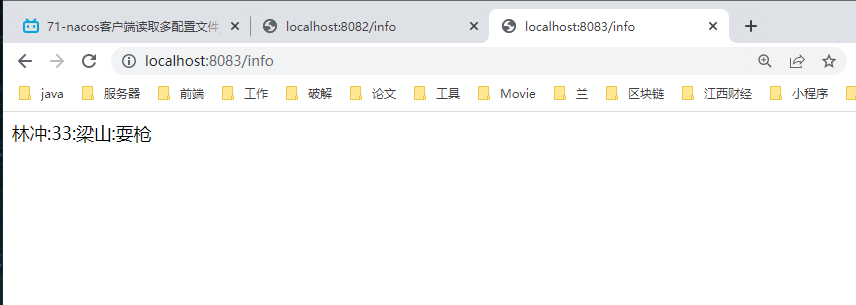 71-nacos客户端读取多配置文件 localhost:8082/info localhost:8083/info
localhost:8083/info
java 服务器 前端 工作 破解 论文 工具 Movie 兰 区块链 江西财经 小程序
林冲:33:梁山:耍枪